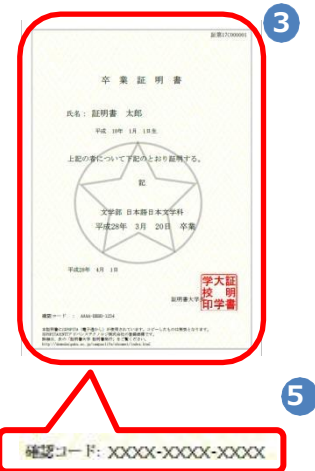 3
証第17C000001
卒 業 証 明 書
氏名： 証明書 太郎
平成 10年 1月 1日生
上記の者について下記のとおり証明する。
記
文学部 日本語日本文学科
平成28年 3月 20日 卒業
平成28年 4月 1日
証明書大学
学大証
校 明
印学書
確認コード： AAAA-BBBB-1234
5
確認コード： XXXX-XXXX-XXXX